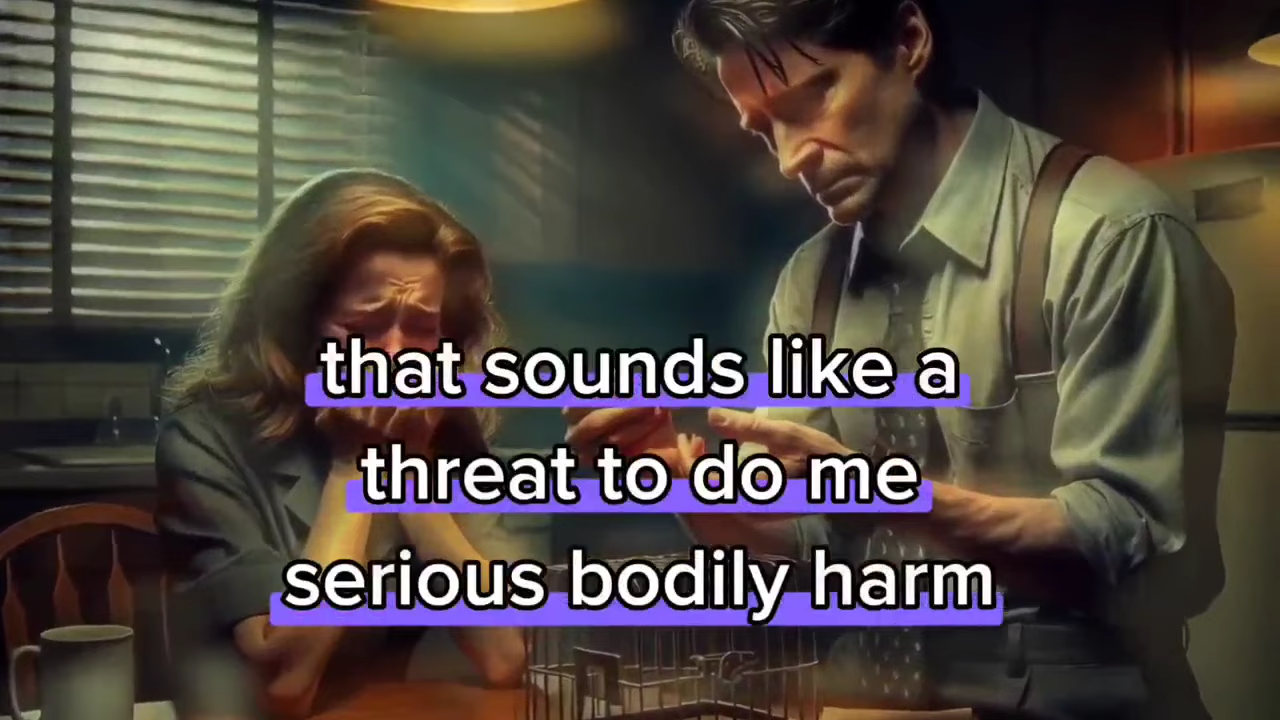 that sounds like a
threat to do me
serious bodily harm